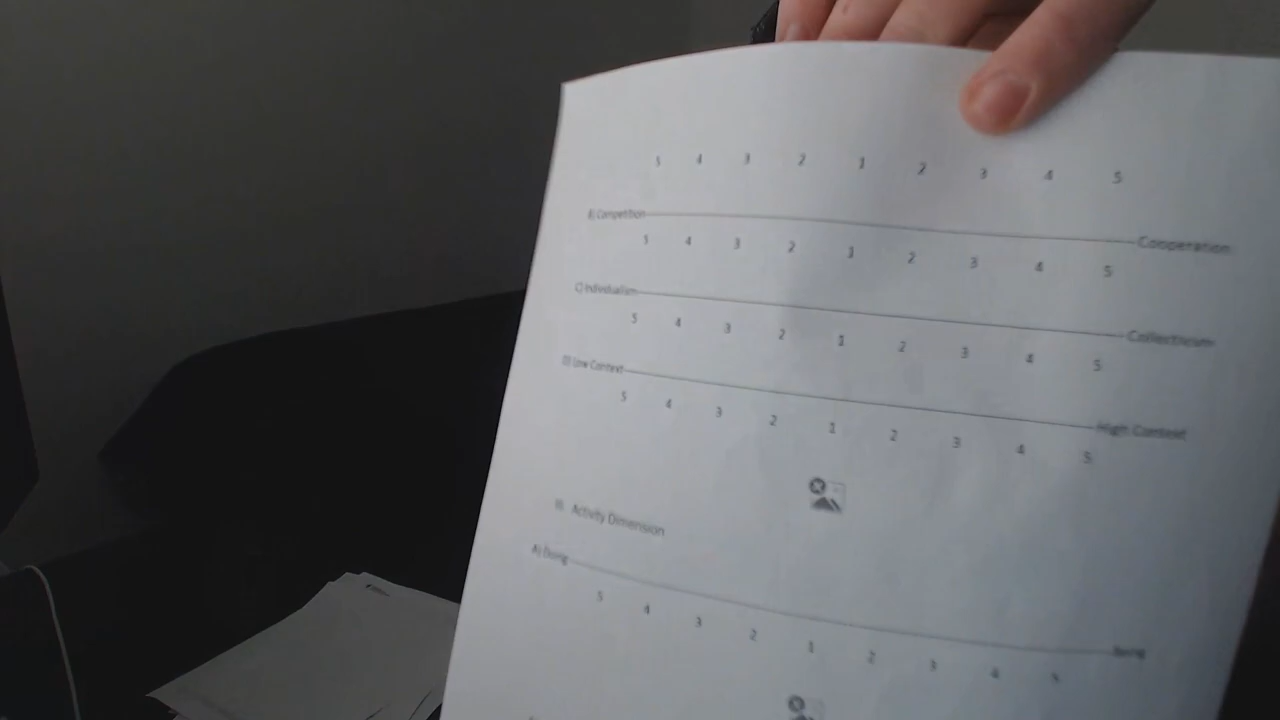 5 4 3 2 1 2 3 4 5
B) Competition Cooperation
5 4 3 2 1 2 3 4 5
C) Individualism Collectivism
5 4 3 2 1 2 3 4 5
D) Low Context High Context
5 4 3 2 1 2 3 4 5
III. Activity Dimension
A) Doing Being
5 4 3 2 1 2 3 4 5